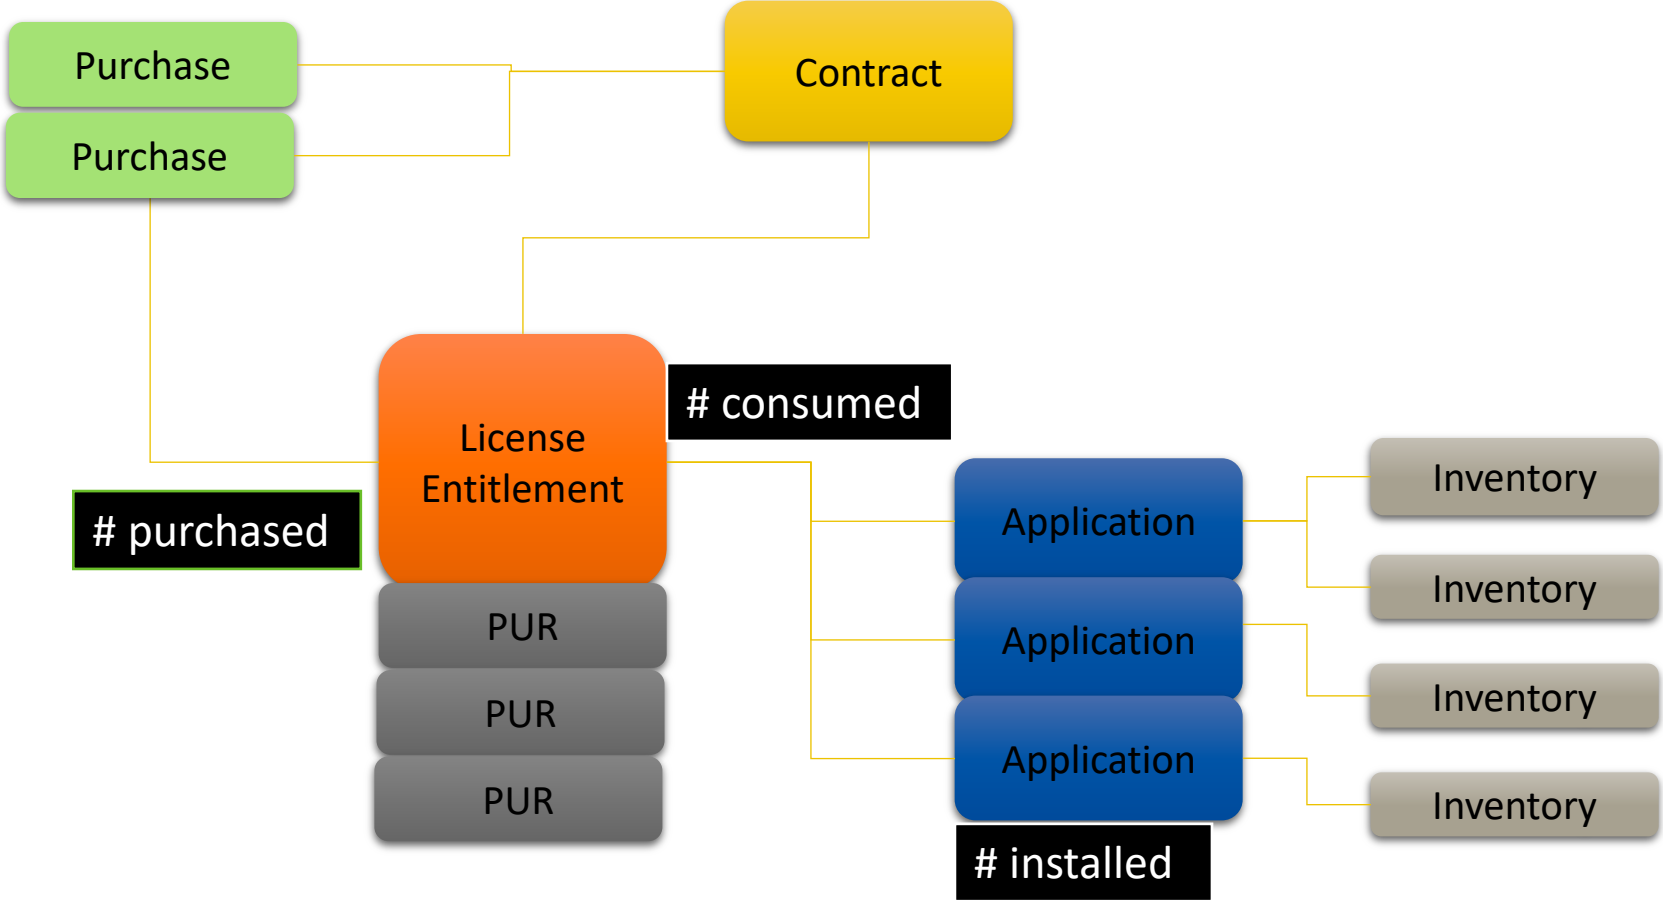 Purchase
Contract
Purchase
# consumed
License
Entitlement
# purchased
Application
Inventory
Inventory
PUR
Application
Inventory
PUR
Application
Inventory
PUR
# installed